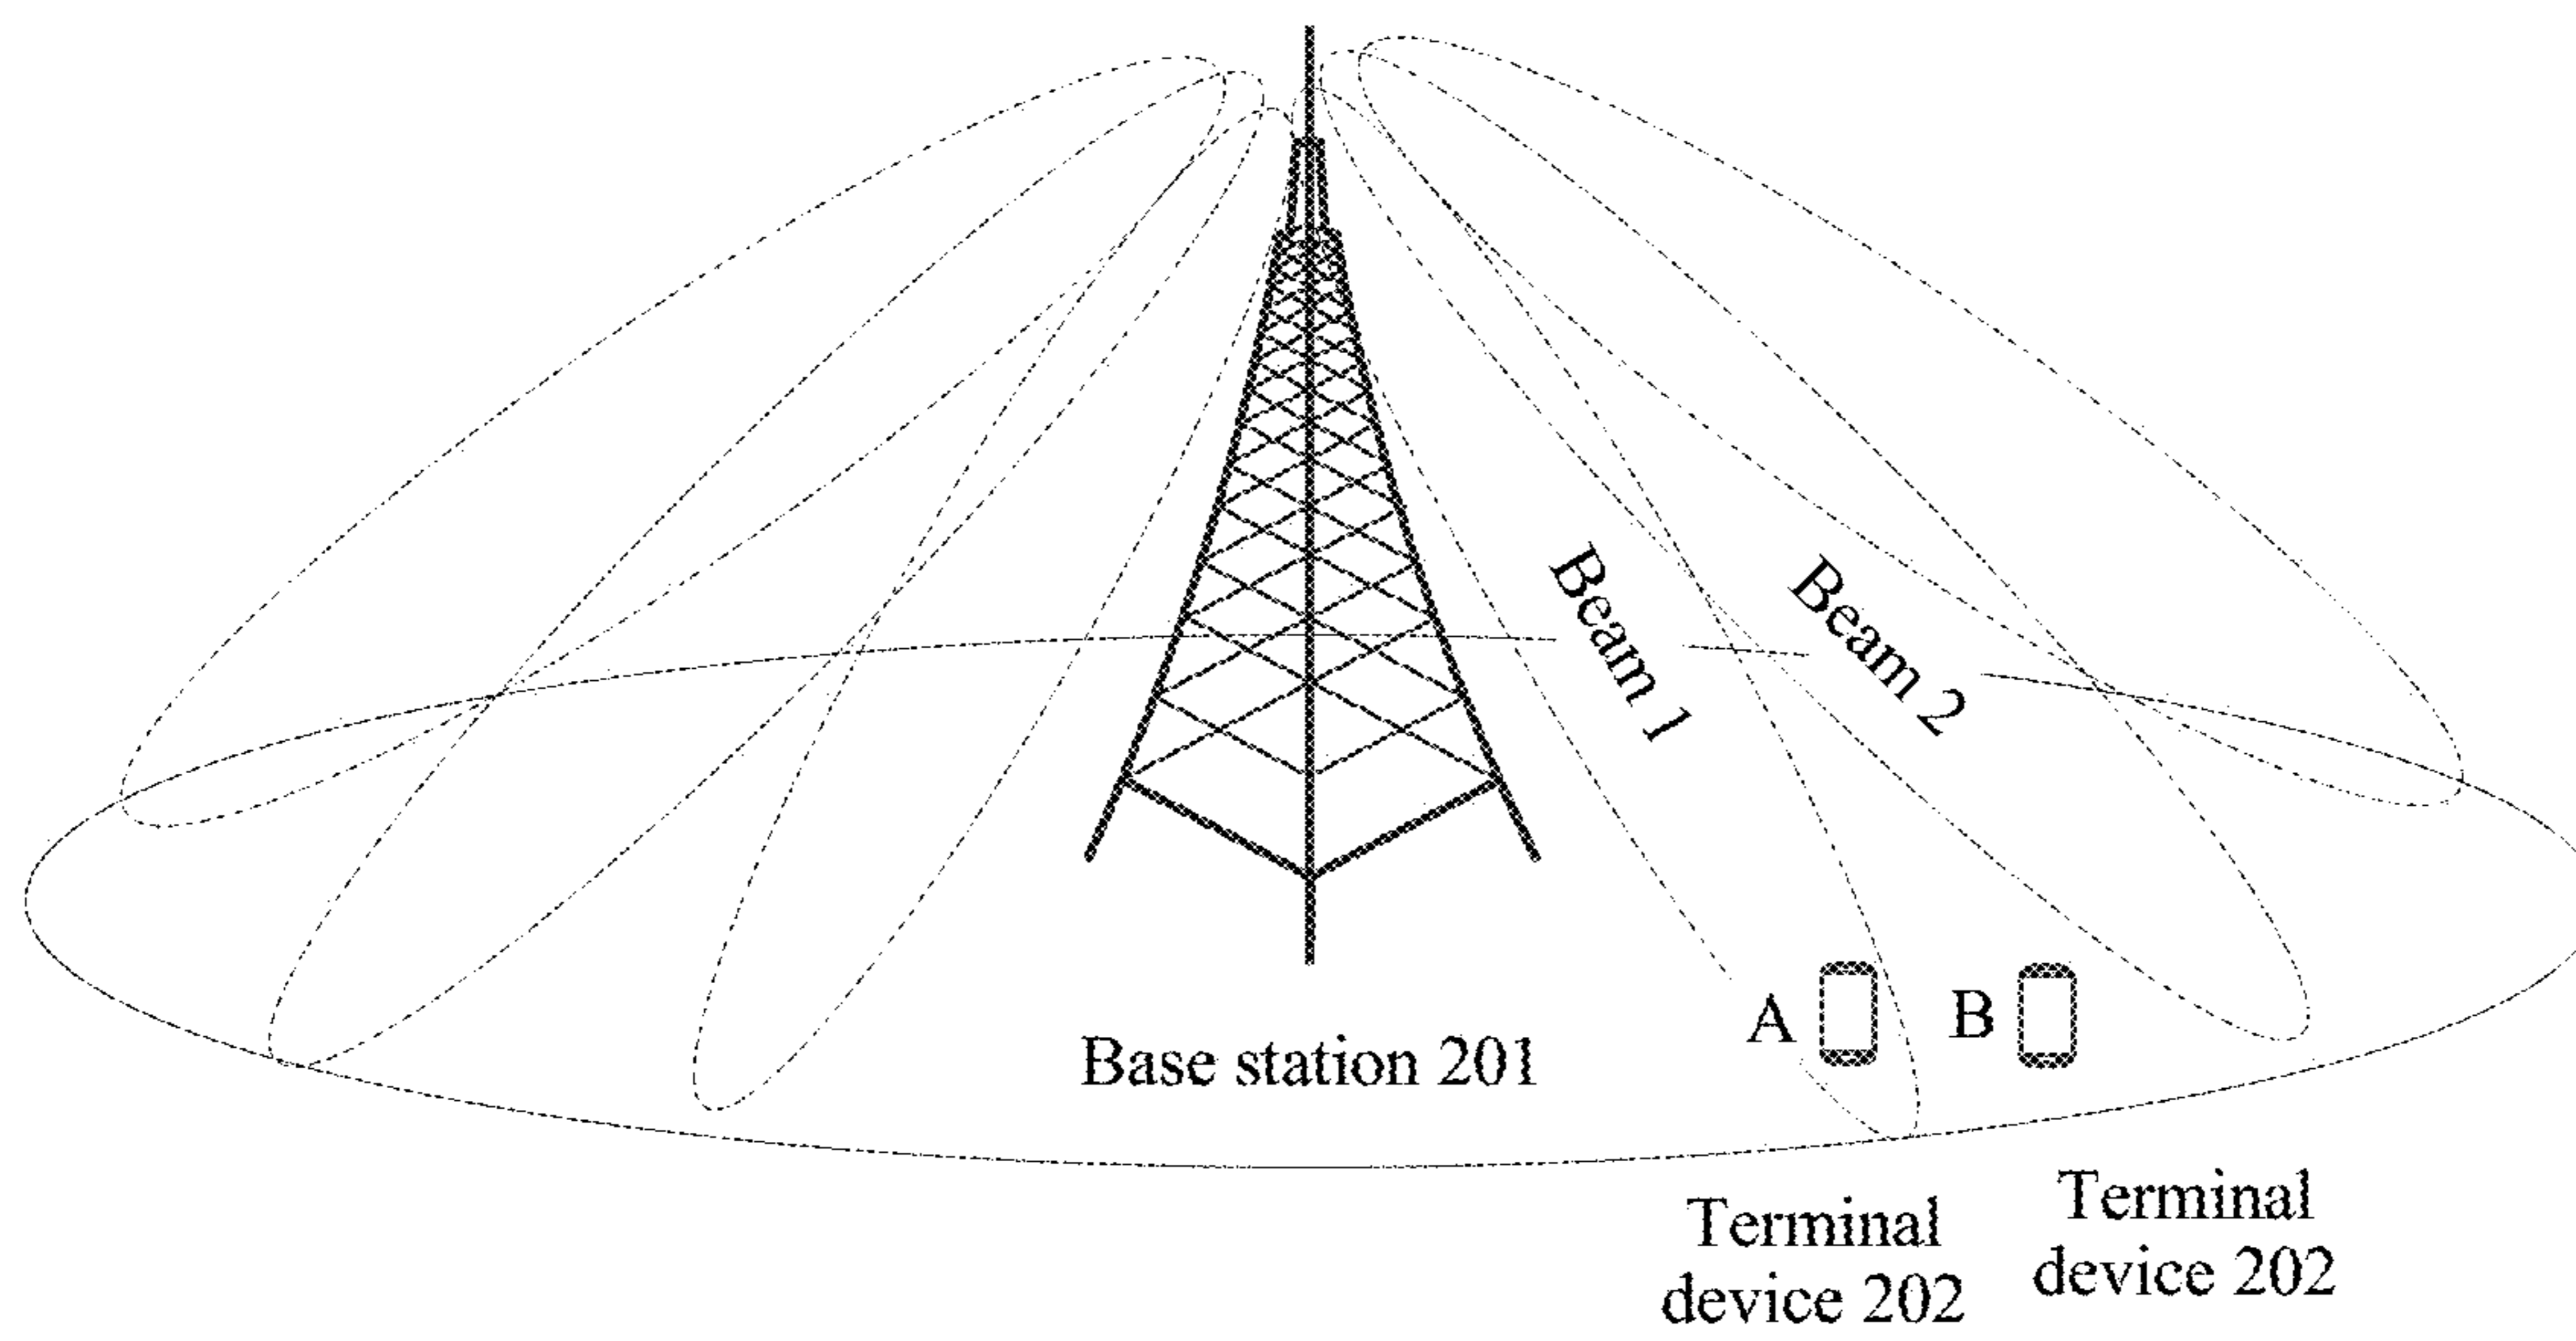 Beam 1
Beam 2
A
B
Base station 201
Terminal
device 202
Terminal
device 202